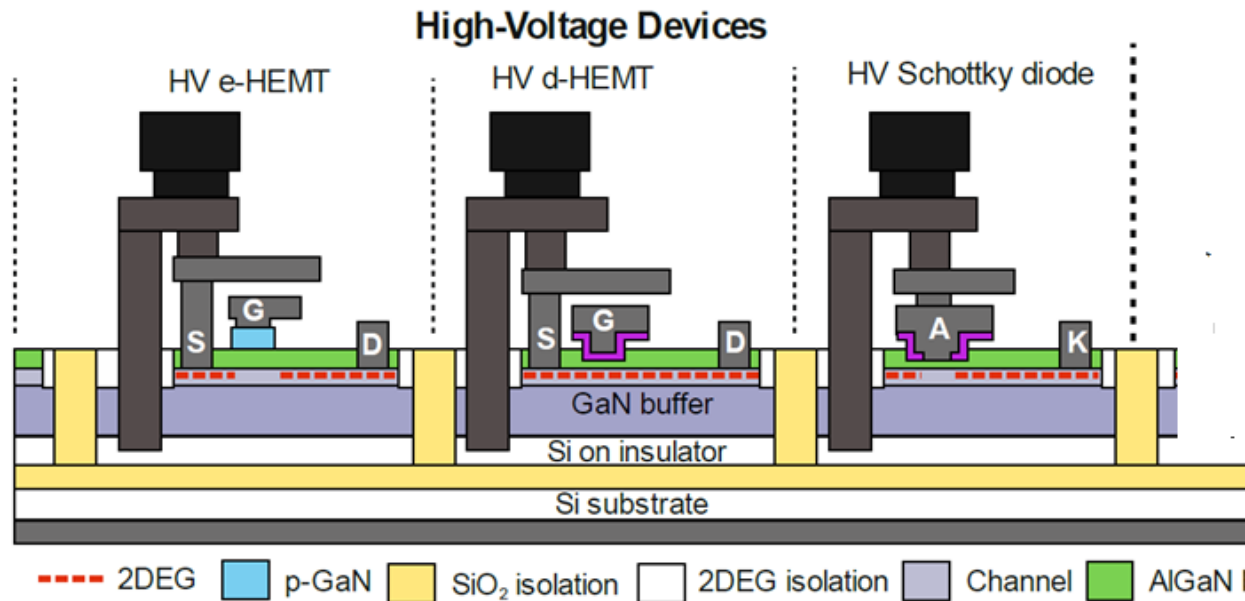 High-Voltage Devices
HV e-HEMT
HV d-HEMT
HV Schottky diode
G
S
D
G
S
D
A
K
GaN buffer
Si on insulator
Si substrate
2DEG
p-GaN
SiO₂ isolation
2DEG isolation
Channel
AlGaN